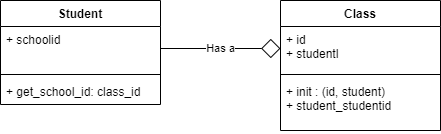 Student
+ schoolid
+ get_school_id: class_id
Has a
Class
+ id
+ studentl
+ init : (id, student)
+ student_studentid